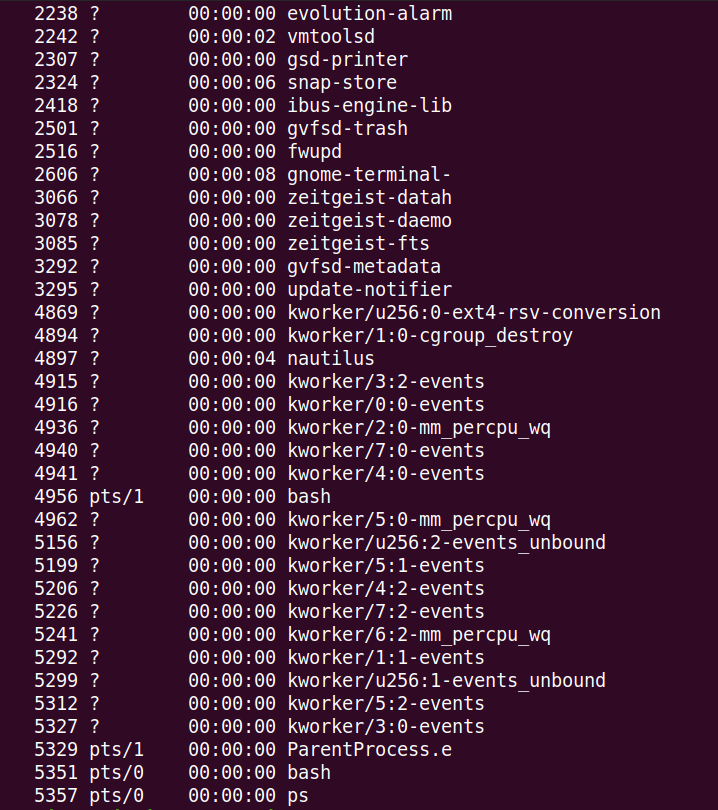 2238 ?        00:00:00 evolution-alarm
2242 ?        00:00:02 vmtoolsd
2307 ?        00:00:00 gsd-printer
2324 ?        00:00:06 snap-store
2418 ?        00:00:00 ibus-engine-lib
2501 ?        00:00:00 gvfsd-trash
2516 ?        00:00:00 fwupd
2606 ?        00:00:08 gnome-terminal-
3066 ?        00:00:00 zeitgeist-datah
3078 ?        00:00:00 zeitgeist-daemo
3085 ?        00:00:00 zeitgeist-fts
3292 ?        00:00:00 gvfsd-metadata
3295 ?        00:00:00 update-notifier
4869 ?        00:00:00 kworker/u256:0-ext4-rsv-conversion
4894 ?        00:00:00 kworker/1:0-cgroup_destroy
4897 ?        00:00:04 nautilus
4915 ?        00:00:00 kworker/3:2-events
4916 ?        00:00:00 kworker/0:0-events
4936 ?        00:00:00 kworker/2:0-mm_percpu_wq
4940 ?        00:00:00 kworker/7:0-events
4941 ?        00:00:00 kworker/4:0-events
4956 pts/1    00:00:00 bash
4962 ?        00:00:00 kworker/5:0-mm_percpu_wq
5156 ?        00:00:00 kworker/u256:2-events_unbound
5199 ?        00:00:00 kworker/5:1-events
5206 ?        00:00:00 kworker/4:2-events
5226 ?        00:00:00 kworker/7:2-events
5241 ?        00:00:00 kworker/6:2-mm_percpu_wq
5292 ?        00:00:00 kworker/1:1-events
5299 ?        00:00:00 kworker/u256:1-events_unbound
5312 ?        00:00:00 kworker/5:2-events
5327 ?        00:00:00 kworker/3:0-events
5329 pts/1    00:00:00 ParentProcess.e
5351 pts/0    00:00:00 bash
5357 pts/0    00:00:00 ps